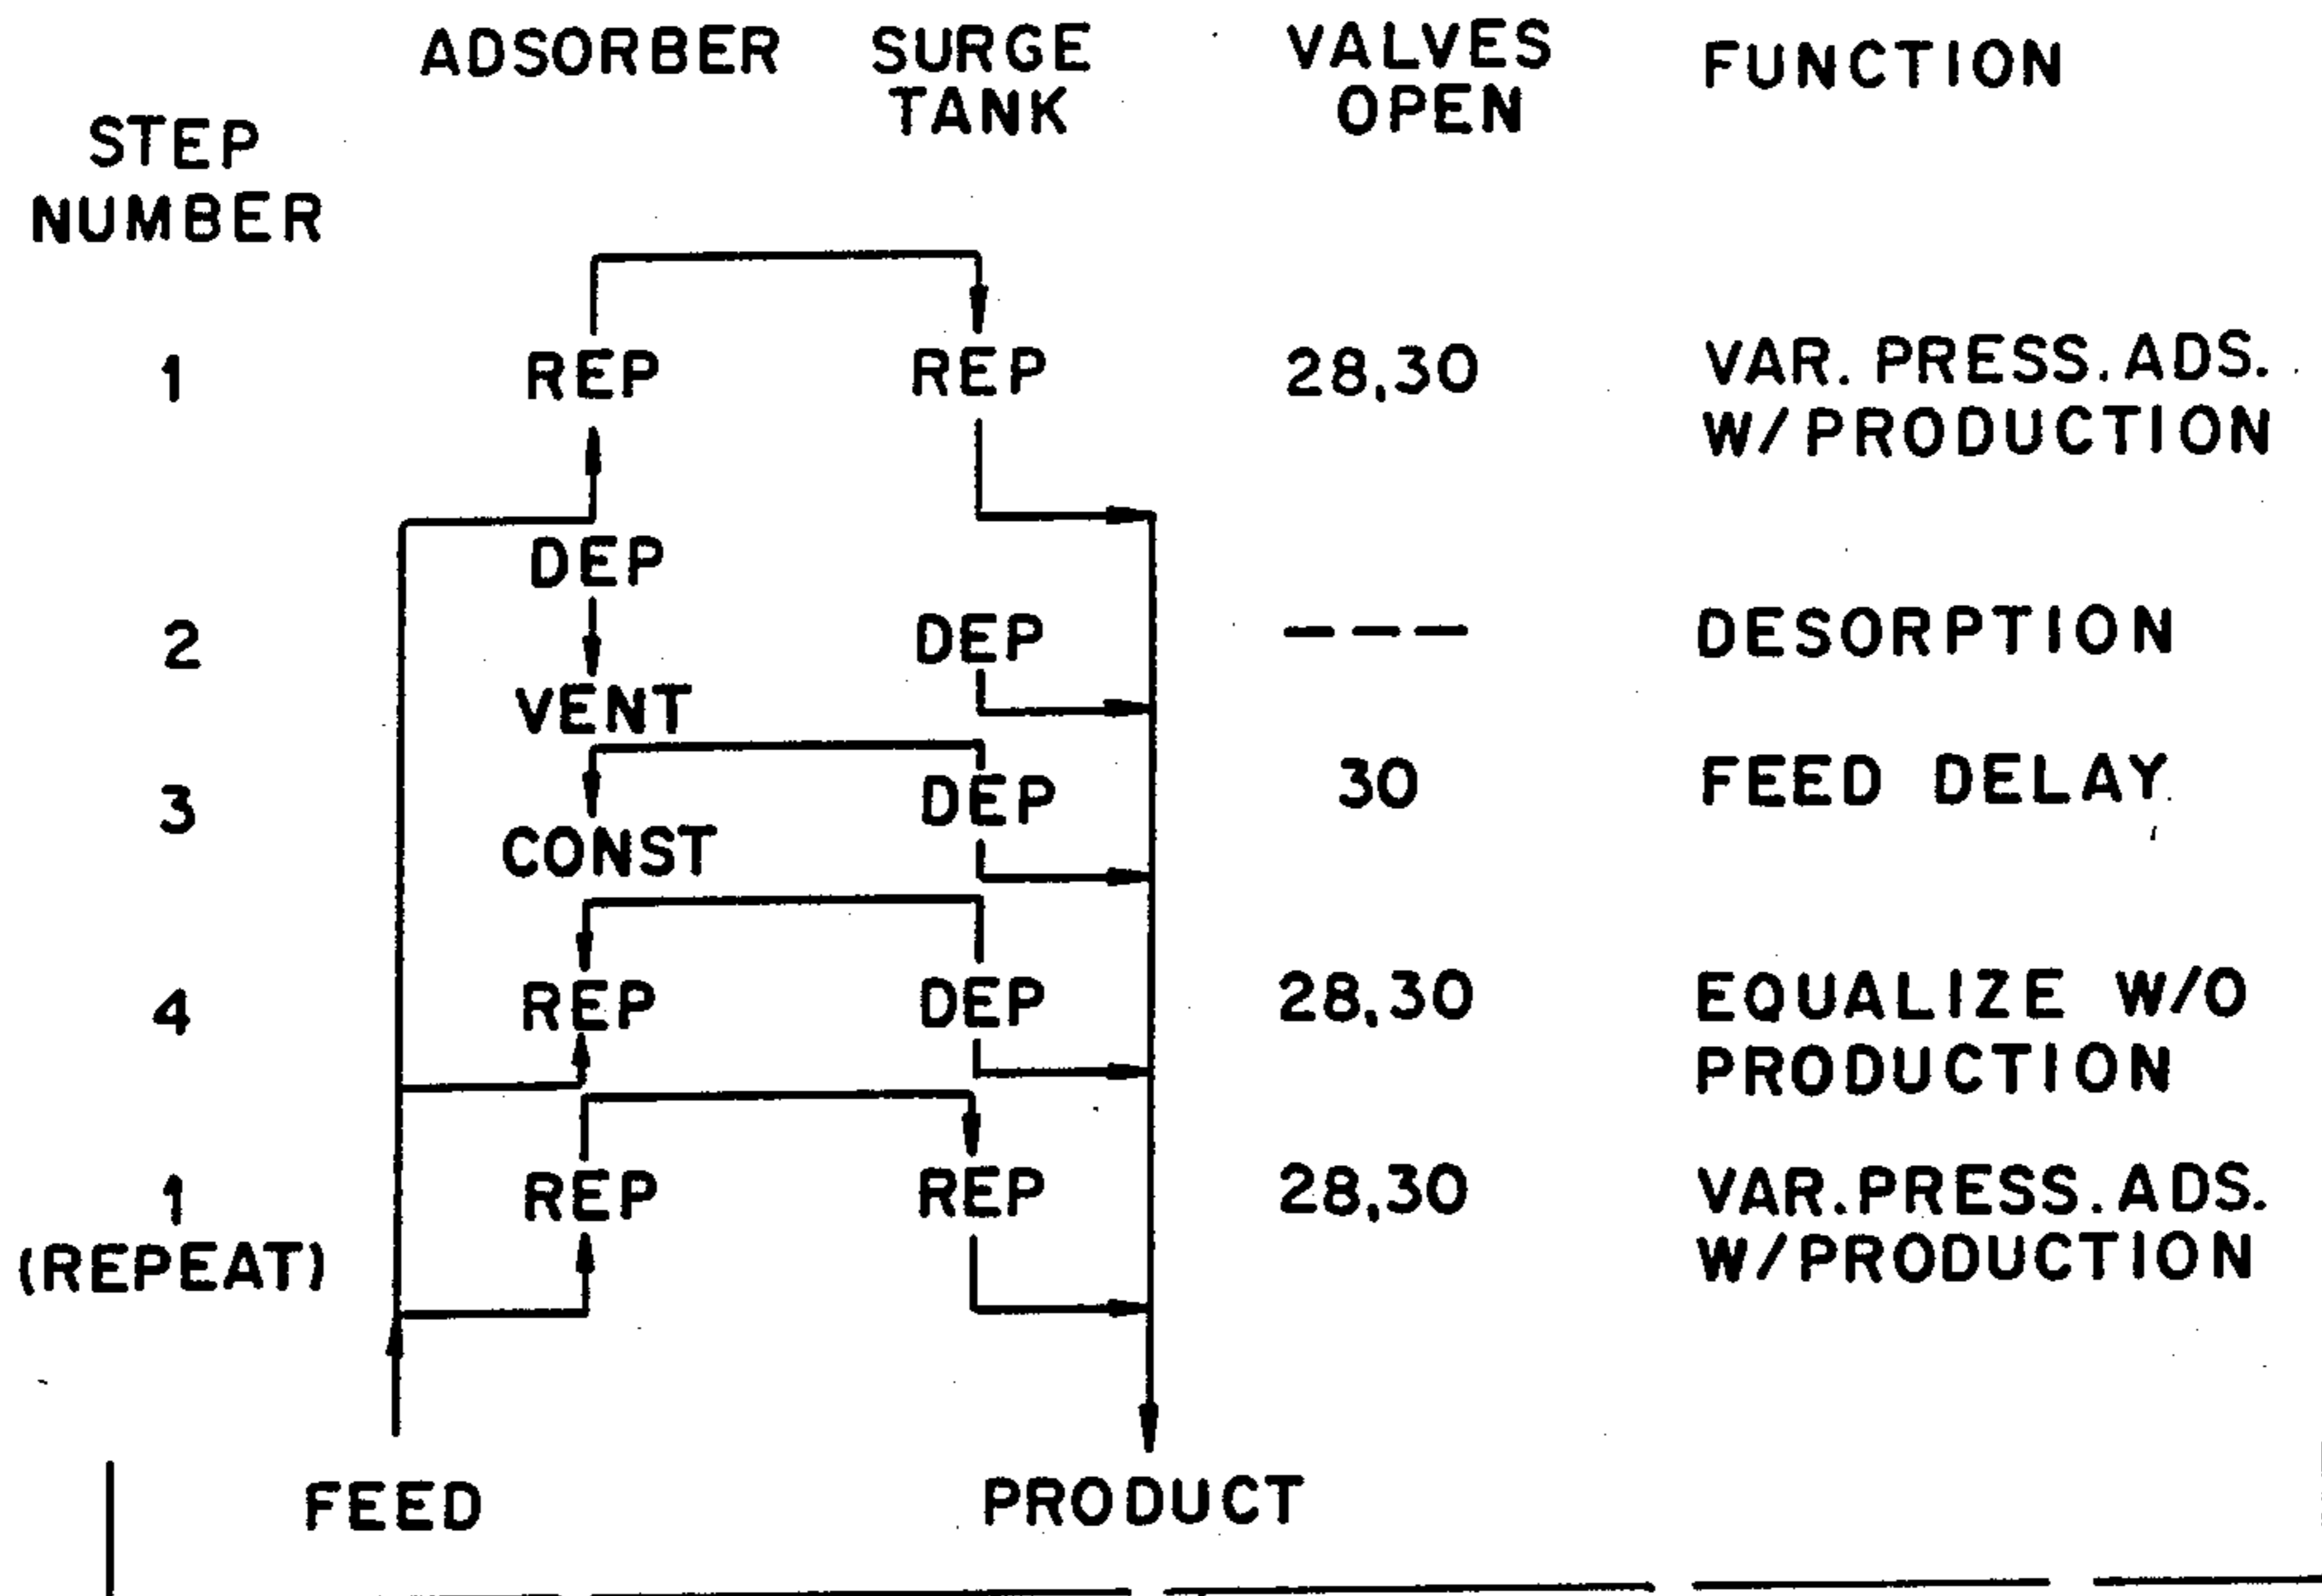 ADSORBER SURGE TANK VALVES OPEN FUNCTION
STEP NUMBER
1 REP REP 28,30 VAR. PRESS. ADS.
W/PRODUCTION
DEP
2 DEP --- DESORPTION
VENT
3 DEP 30 FEED DELAY
CONST
4 REP DEP 28,30 EQUALIZE W/O
PRODUCTION
1 REP REP 28,30 VAR. PRESS. ADS.
(REPEAT) W/PRODUCTION
FEED PRODUCT